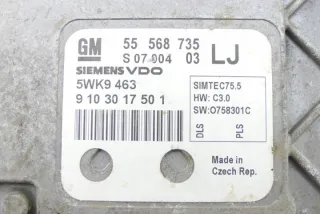 GM 55 568 735
S 07 004 03 LJ
SIEMENS VDO
5WK9 463
9 10 30 17 50 1
SIMTEC75.5
HW: C3.0
SW:O758301C
DLS
PLS
Made in
Czech Rep.